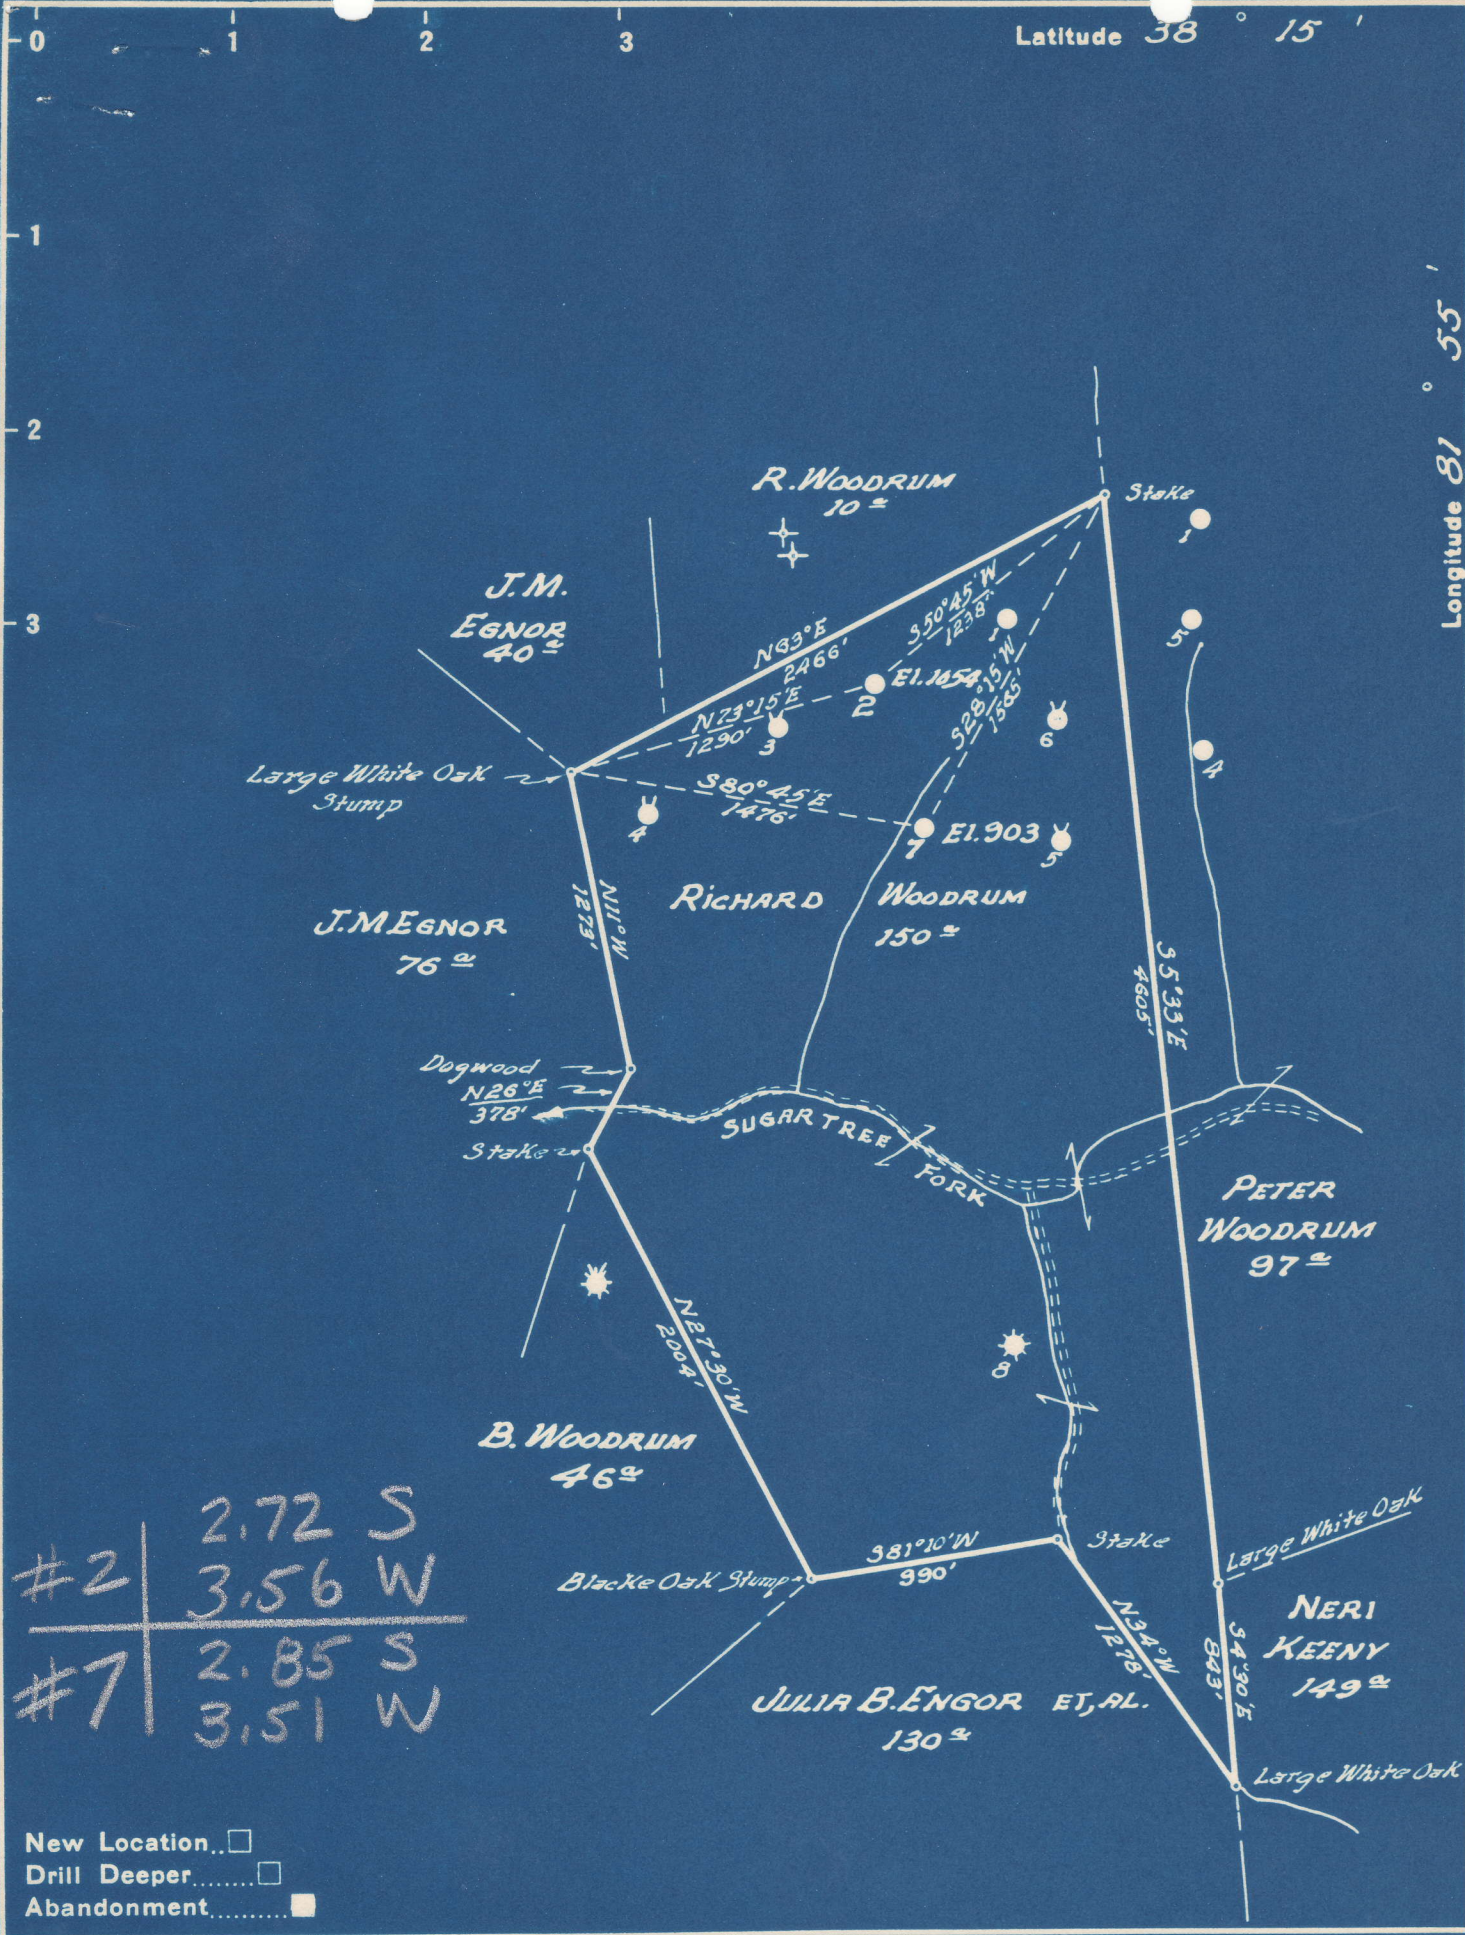 0 1 2 3
Latitude 38 ° 15 '
1
2
3
Longitude 81 ° 55 '
R. WOODRUM
10 a
Stake
1
J.M.
EGNOR
40 a
N63°E
2466'
S50°45'W
1238'
1
5
N73°15'E
1290'
2
El. 1054
3
S28°15'W
1585'
6
4
Large White Oak
Stump
S80°45'E
1476'
4
7
El. 903
5
RICHARD WOODRUM
150 a
J.M EGNOR
76 a
N11°W
1273'
S5°33'E
4605'
Dogwood
N26°E
378'
Stake
SUGAR TREE
FORK
PETER
WOODRUM
97 a
N27°30'W
2004'
8
B. WOODRUM
46 a
#2
2.72 S
3.56 W
#7
2.85 S
3.51 W
S81°10'W
990'
Stake
Blacke Oak Stump
Large White Oak
N34°W
1278'
S4°30'E
843'
NERI
KEENY
149 a
JULIA B. ENGOR ET, AL.
130 a
Large White Oak
New Location..
Drill Deeper........
Abandonment..........